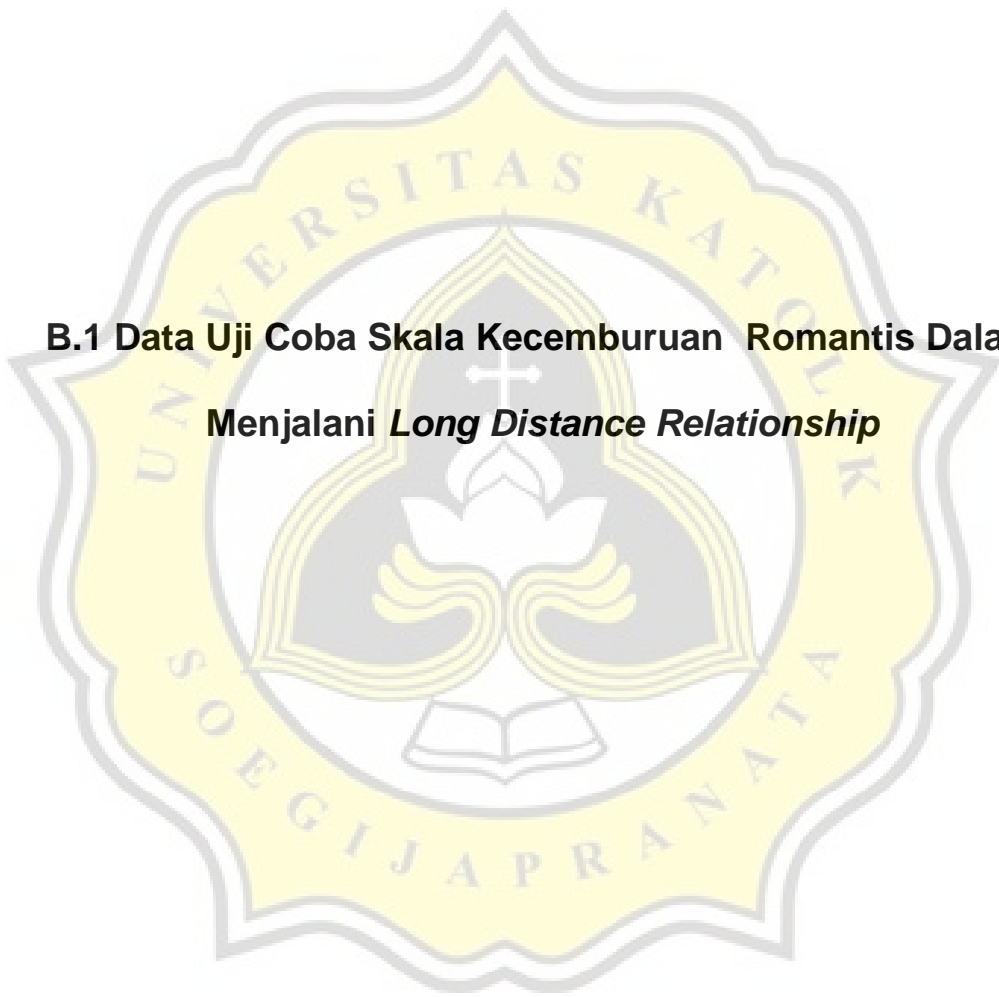 UNIVERSITAS KATOLIK
B.1 Data Uji Coba Skala Kecemburuan Romantis Dala
Menjalani Long Distance Relationship
SOEGIJAPRANATA